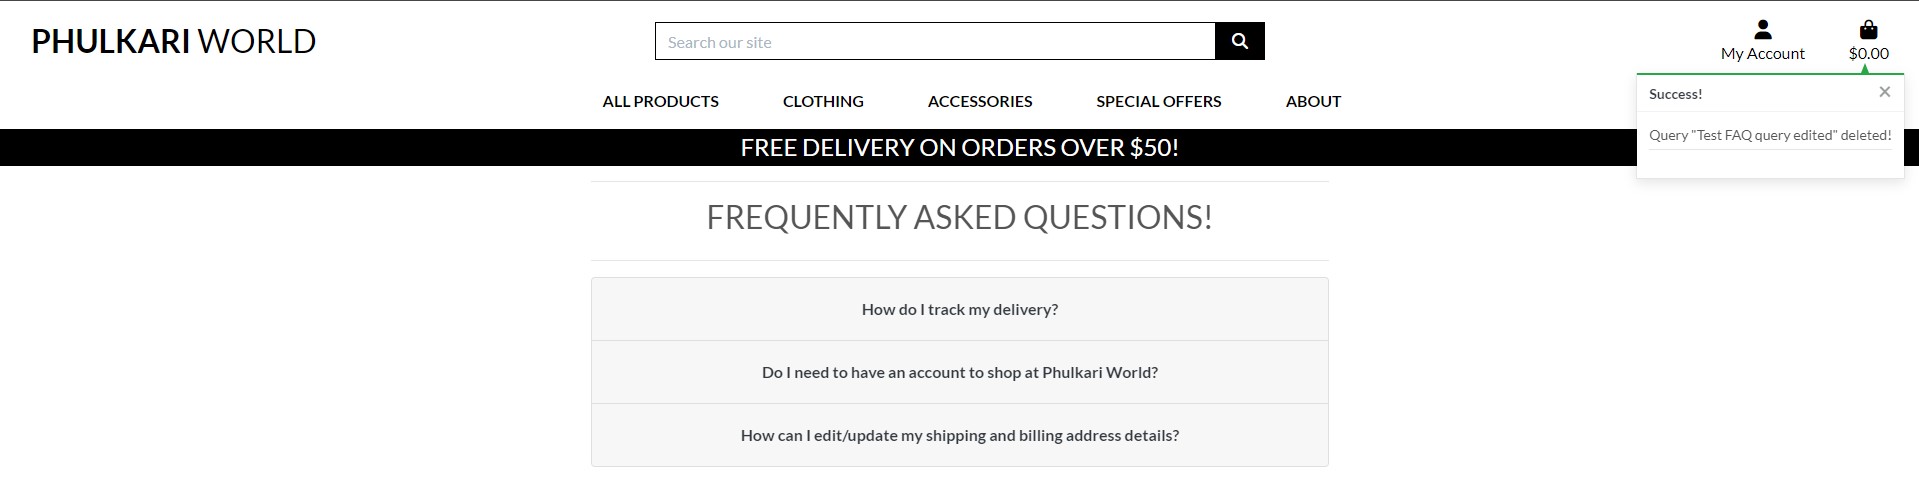 PHULKARI WORLD
Search our site
My Account
$0.00
ALL PRODUCTS
CLOTHING
ACCESSORIES
SPECIAL OFFERS
ABOUT
Success!
×
Query "Test FAQ query edited" deleted!
FREE DELIVERY ON ORDERS OVER $50!
FREQUENTLY ASKED QUESTIONS!
How do I track my delivery?
Do I need to have an account to shop at Phulkari World?
How can I edit/update my shipping and billing address details?